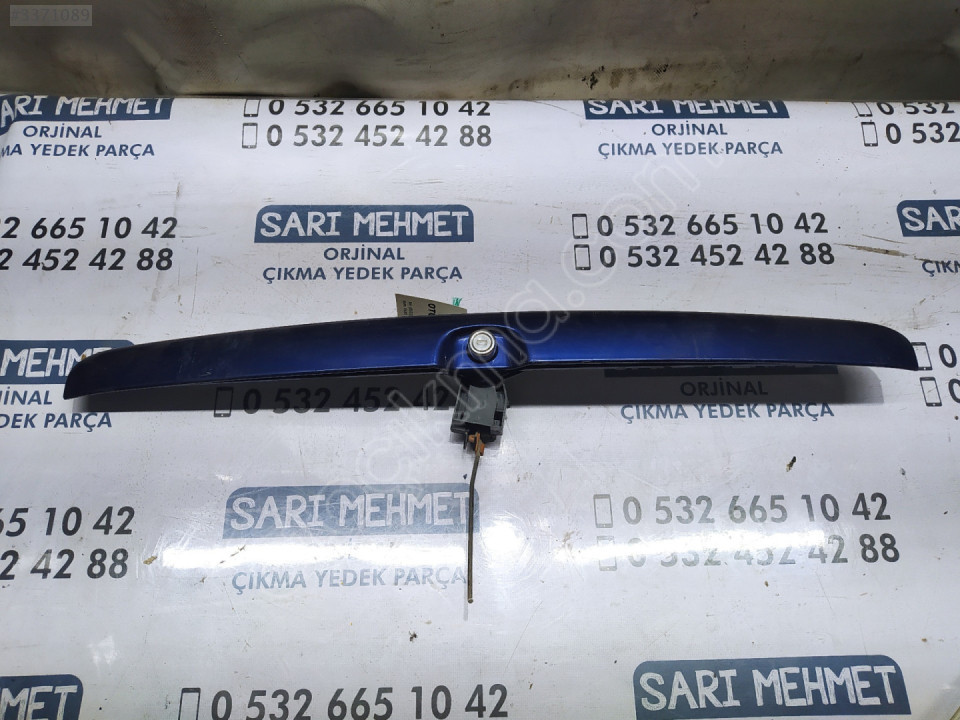 SARI MEHMET
ORJİNAL
MA YEDEK PARÇA
0 532 665 10 42
0 532 452 42 88
SARI MEHMET
ORJİNAL
ÇIKMA YEDEK PARÇA
0 532
0 532
32 665 10 42
2 452 42 88
SARI MEHMET
ORJİNAL
ÇIKMA YEDEK PARÇA
0 532 665 10 42
0 532 452 42 88
SARI
ÇIKM
0 532 452 42
ÇIKMA YEDEK PARÇA
65 10 42
2 42 88
SARI MEHMET
ORJİNAL
ÇIKMA YEDEK PARÇA
0 532 665 10 42
0 532 452 42 88
MEHMET
0 532 665 10 42
SARI MEHMET